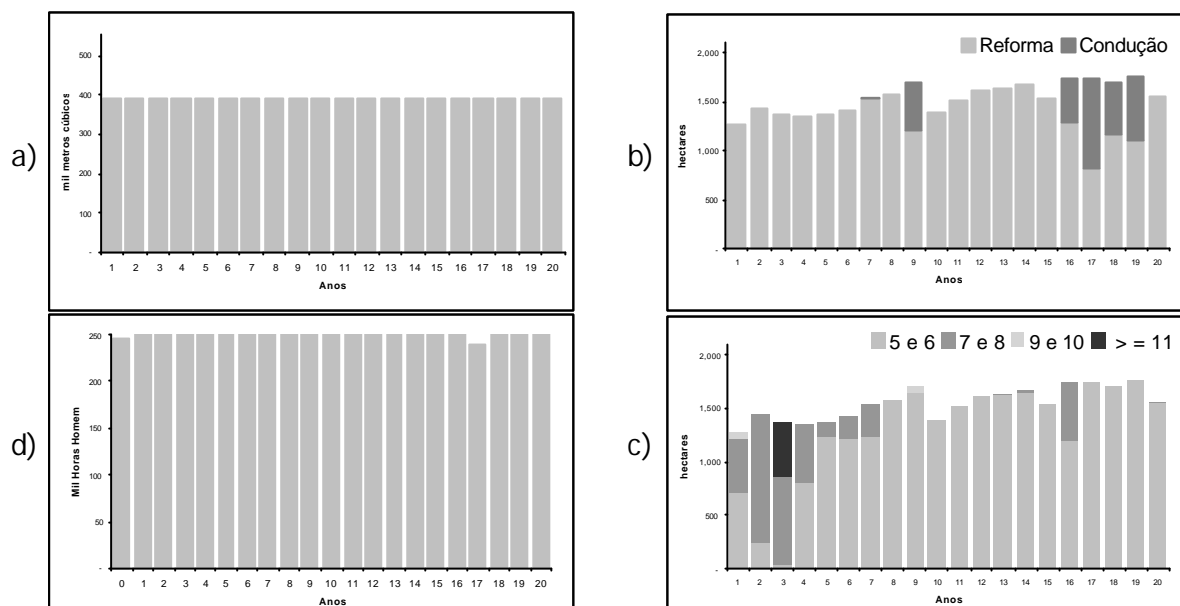 a)
mil metros cúbicos
500
400
300
200
100
-
1 2 3 4 5 6 7 8 9 10 11 12 13 14 15 16 17 18 19 20
Anos
b)
Reforma Condução
hectares
2,000
1,500
1,000
500
-
1 2 3 4 5 6 7 8 9 10 11 12 13 14 15 16 17 18 19 20
Anos
d)
Mil Horas Homem
250
200
150
100
50
-
0 1 2 3 4 5 6 7 8 9 10 11 12 13 14 15 16 17 20 19 20
Anos
c)
5 e 6 7 e 8 9 e 10 > = 11
hectares
2,000
1,500
1,000
500
-
1 2 3 4 5 6 7 8 9 10 11 12 13 14 15 16 17 18 19 20
Anos